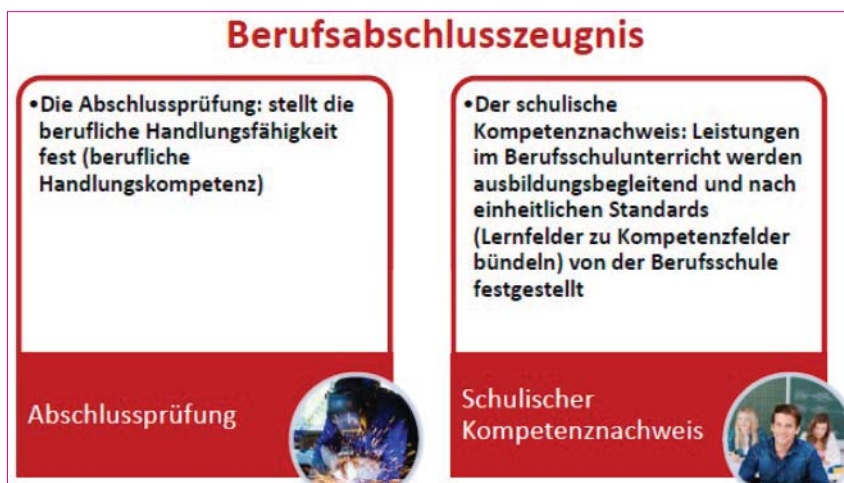 Berufsabschlusszeugnis
•Die Abschlussprüfung: stellt die
berufliche Handlungsfähigkeit
fest (berufliche
Handlungskompetenz)
Abschlussprüfung
•Der schulische
Kompetenznachweis: Leistungen
im Berufsschulunterricht werden
ausbildungsbegleitend und nach
einheitlichen Standards
(Lernfelder zu Kompetenzfelder
bündeln) von der Berufsschule
festgestellt
Schulischer
Kompetenznachweis